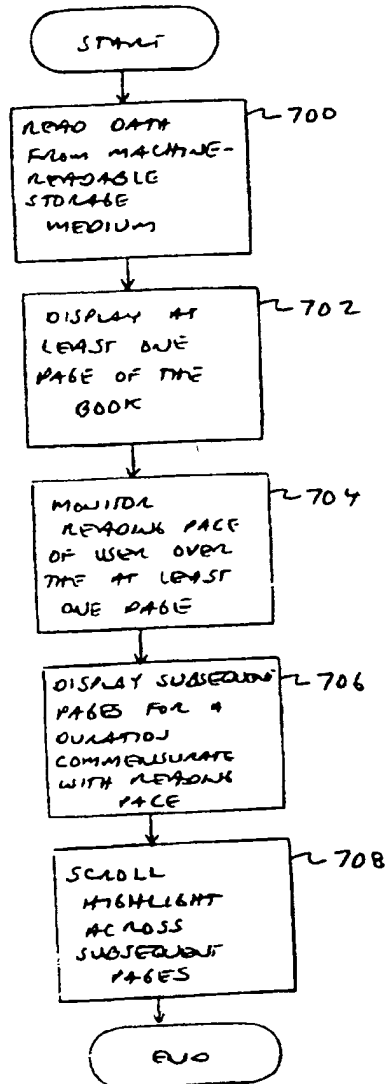 START
700
READ DATA
FROM MACHINE-
READABLE
STORAGE
MEDIUM
702
DISPLAY AT
LEAST ONE
PAGE OF THE
BOOK
704
MONITOR
READING PACE
OF USER OVER
THE AT LEAST
ONE PAGE
706
DISPLAY SUBSEQUENT
PAGES FOR A
DURATION
COMMENSURATE
WITH READING
PACE
708
SCROLL
HIGHLIGHT
ACROSS
SUBSEQUENT
PAGES
END